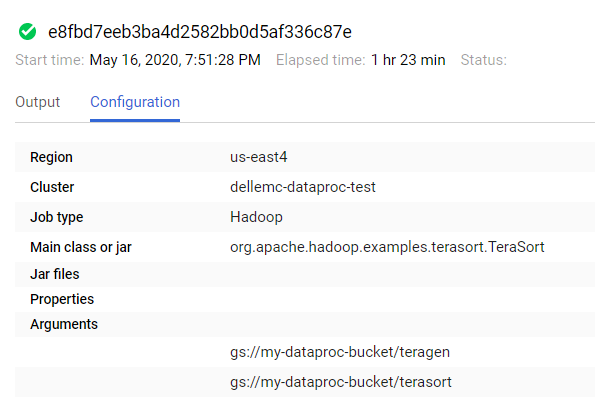 e8fbd7eeb3ba4d2582bb0d5af336c87e
Start time: May 16, 2020, 7:51:28 PM Elapsed time: 1 hr 23 min Status:
Output Configuration
Region us-east4
Cluster dellemc-dataproc-test
Job type Hadoop
Main class or jar org.apache.hadoop.examples.terasort.TeraSort
Jar files
Properties
Arguments
gs://my-dataproc-bucket/teragen
gs://my-dataproc-bucket/terasort